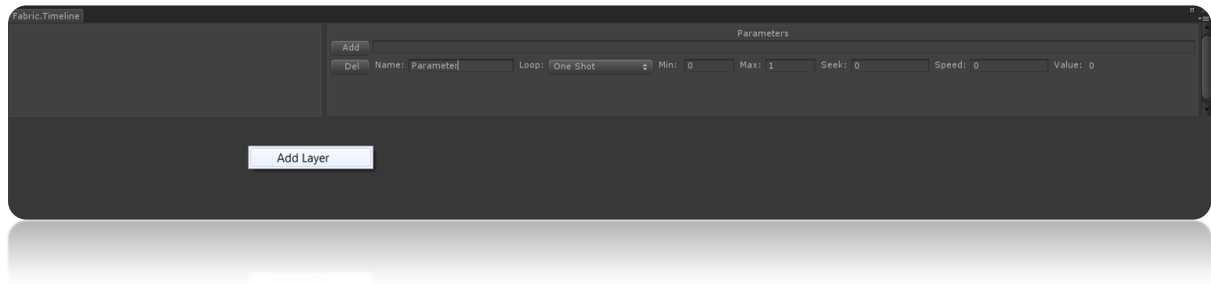 Fabric.Timeline
Parameters
Add
Del Name: Parameter Loop: One Shot Min: 0 Max: 1 Seek: 0 Speed: 0 Value: 0
Add Layer